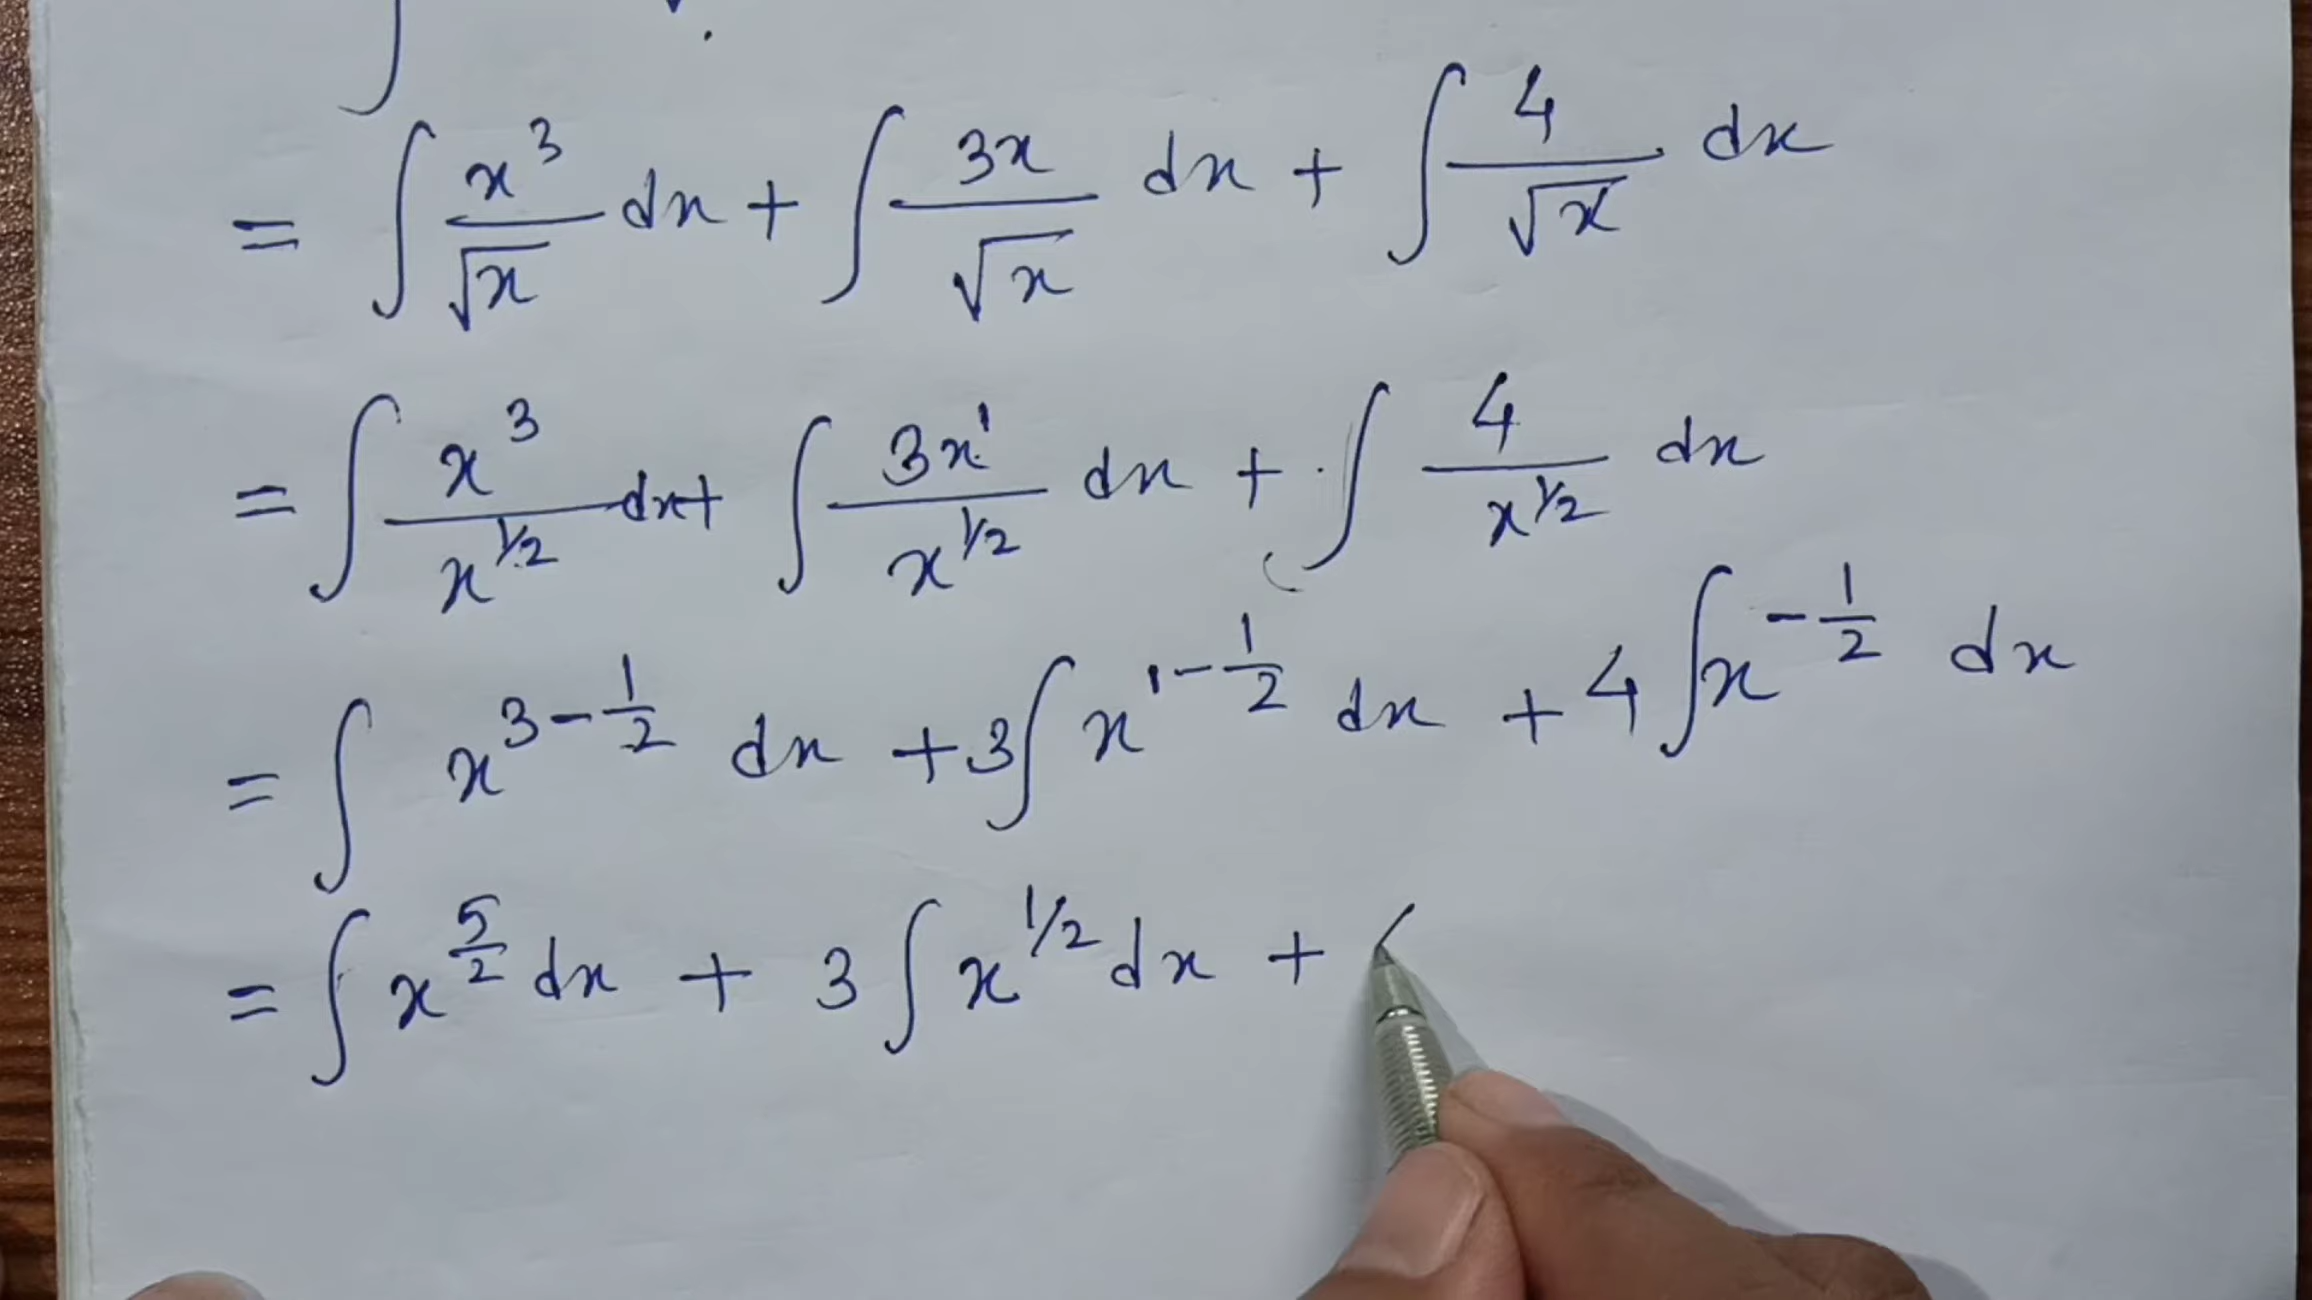 = ∫ x³/√x dx + ∫ 3x/√x dx + ∫ 4/√x dx
= ∫ x³/x^(1/2) dx + ∫ 3x¹/x^(1/2) dx + ∫ 4/x^(1/2) dx
= ∫ x^(3-1/2) dx + 3∫ x^(1-1/2) dx + 4∫ x^(-1/2) dx
= ∫ x^(5/2) dx + 3∫ x^(1/2) dx +